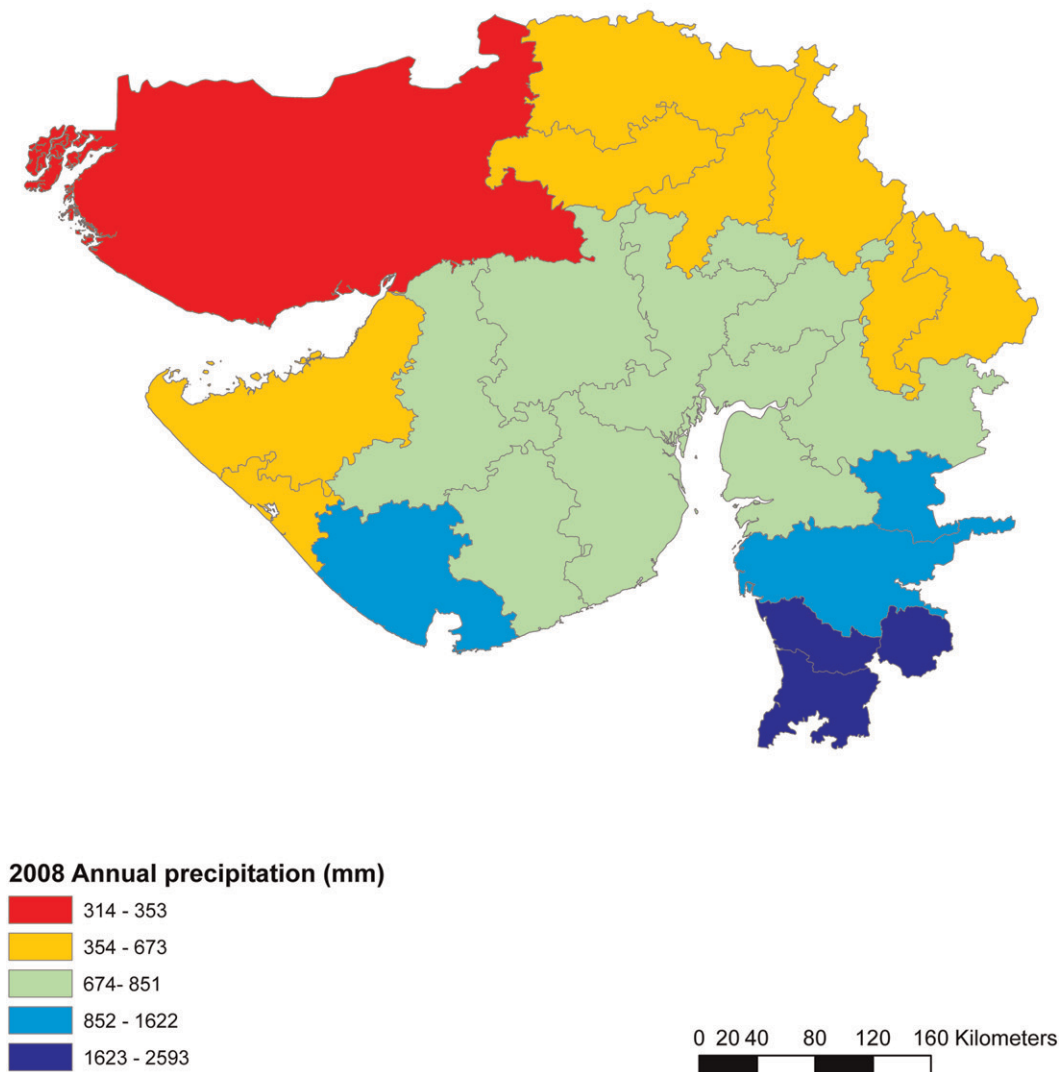 2008 Annual precipitation (mm)
314 - 353
354 - 673
674- 851
852 - 1622
1623 - 2593
0 20 40 80 120 160 Kilometers